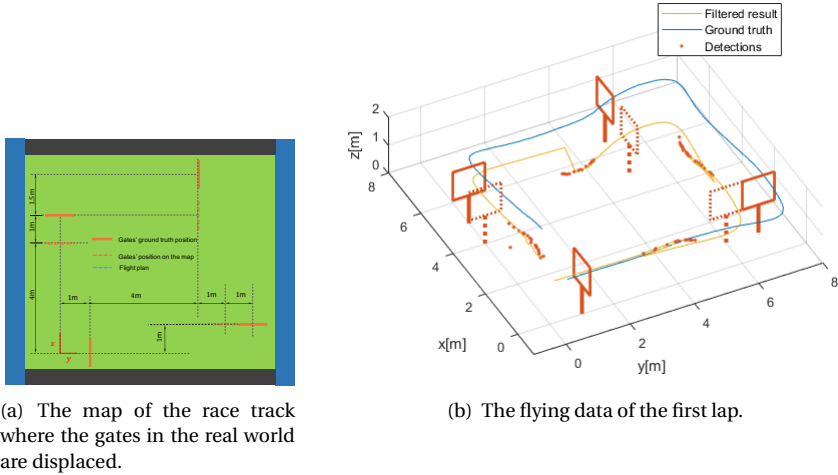 1.5m
1m
4m
Gates' ground truth position
Gates' position on the map
Flight plan
1m
4m
1m
1m
1m
x
y
(a) The map of the race track
where the gates in the real world
are displaced.
Filtered result
Ground truth
Detections
2
1
0
z[m]
8
6
4
2
0
x[m]
0
2
4
6
8
y[m]
(b) The flying data of the first lap.